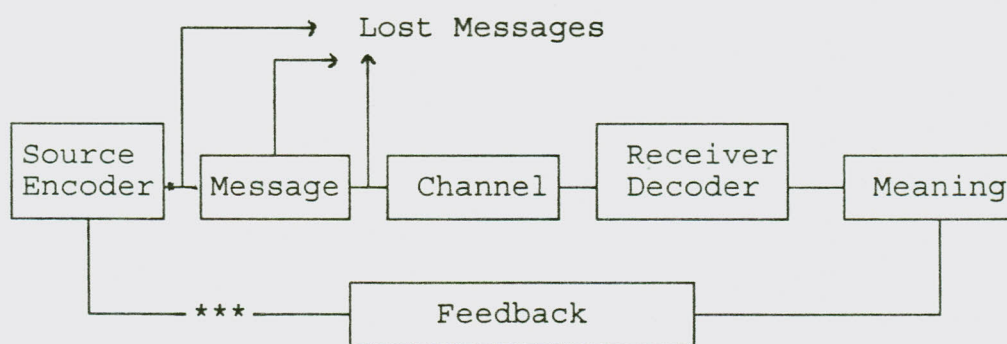 Lost Messages
Source
Encoder
Message
Channel
Receiver
Decoder
Meaning
***
Feedback